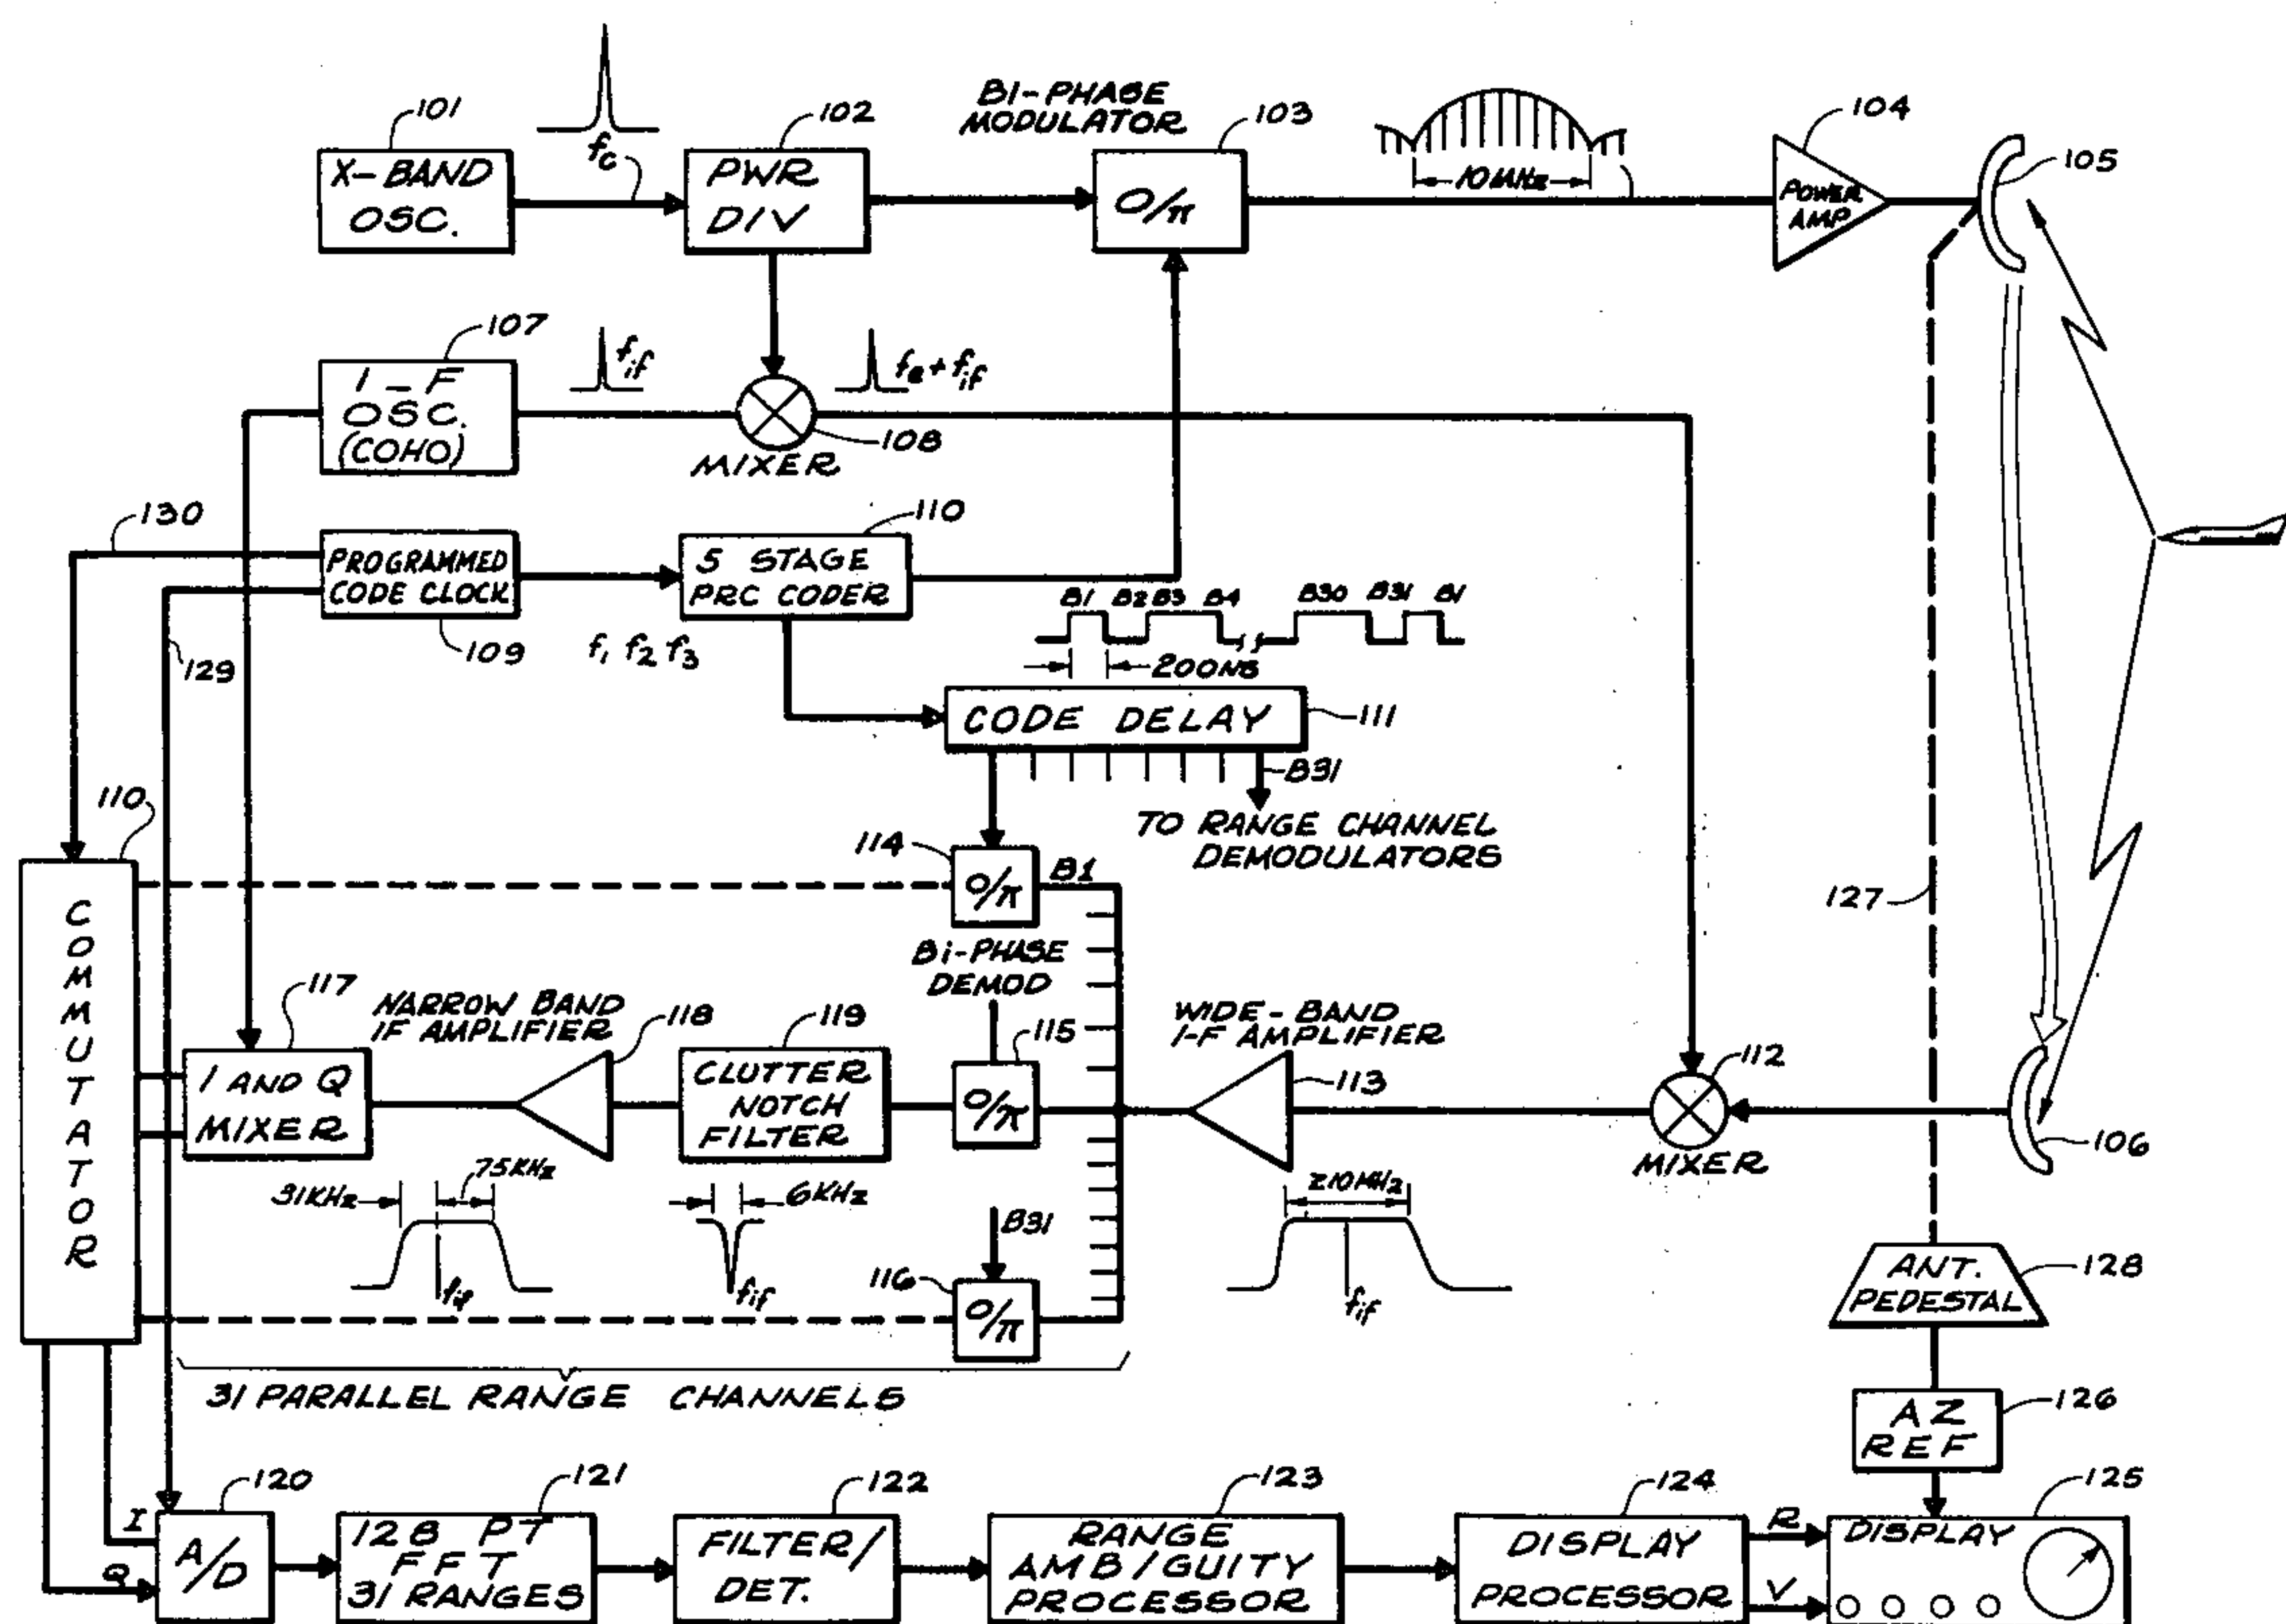 101
X-BAND
OSC.
fc
102
PWR
DIV
BI-PHASE
MODULATOR
103
O/π
10MHz
104
POWER
AMP
105
107
I-F
OSC.
(COHO)
fif
fe+fif
108
MIXER
130
PROGRAMMED
CODE CLOCK
109
129
f1 f2 f3
110
5 STAGE
PRC CODER
B1 B2 B3 B4 B30 B31 B1
200NS
CODE DELAY
111
B31
TO RANGE CHANNEL
DEMODULATORS
110
COMMUTATOR
114
O/π
B1
Bi-PHASE
DEMOD
127
117
I AND Q
MIXER
NARROW BAND
IF AMPLIFIER
118
119
CLUTTER
NOTCH
FILTER
115
O/π
WIDE-BAND
I-F AMPLIFIER
113
112
MIXER
106
31KHz
75KHz
fif
6KHz
fif
B31
116
O/π
≥10MHz
fif
ANT.
PEDESTAL
128
31 PARALLEL RANGE CHANNELS
AZ
REF
126
I
Q
120
A/D
121
128 PT
FFT
31 RANGES
122
FILTER/
DET.
123
RANGE
AMB/GUITY
PROCESSOR
124
DISPLAY
PROCESSOR
R
V
125
DISPLAY